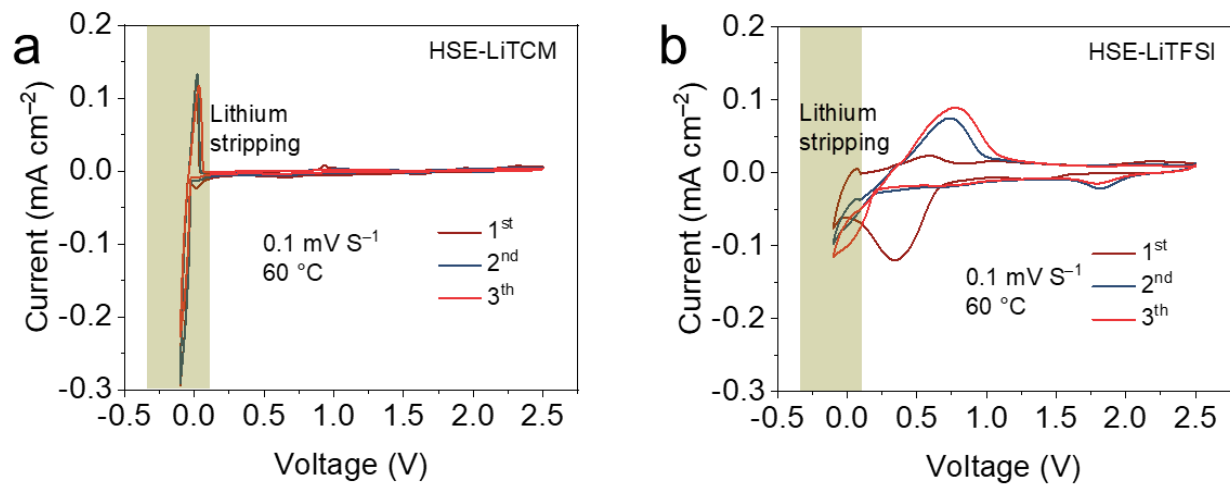 a
HSE-LiTCM
Lithium
stripping
0.1 mV S⁻¹
60 °C
1ˢᵗ
2ⁿᵈ
3ᵗʰ
Current (mA cm⁻²)
0.2
0.1
0.0
-0.1
-0.2
-0.3
-0.5 0.0 0.5 1.0 1.5 2.0 2.5
Voltage (V)
b
HSE-LiTFSI
Lithium
stripping
0.1 mV S⁻¹
60 °C
1ˢᵗ
2ⁿᵈ
3ᵗʰ
Current (mA cm⁻²)
0.2
0.1
0.0
-0.1
-0.2
-0.3
-0.5 0.0 0.5 1.0 1.5 2.0 2.5
Voltage (V)